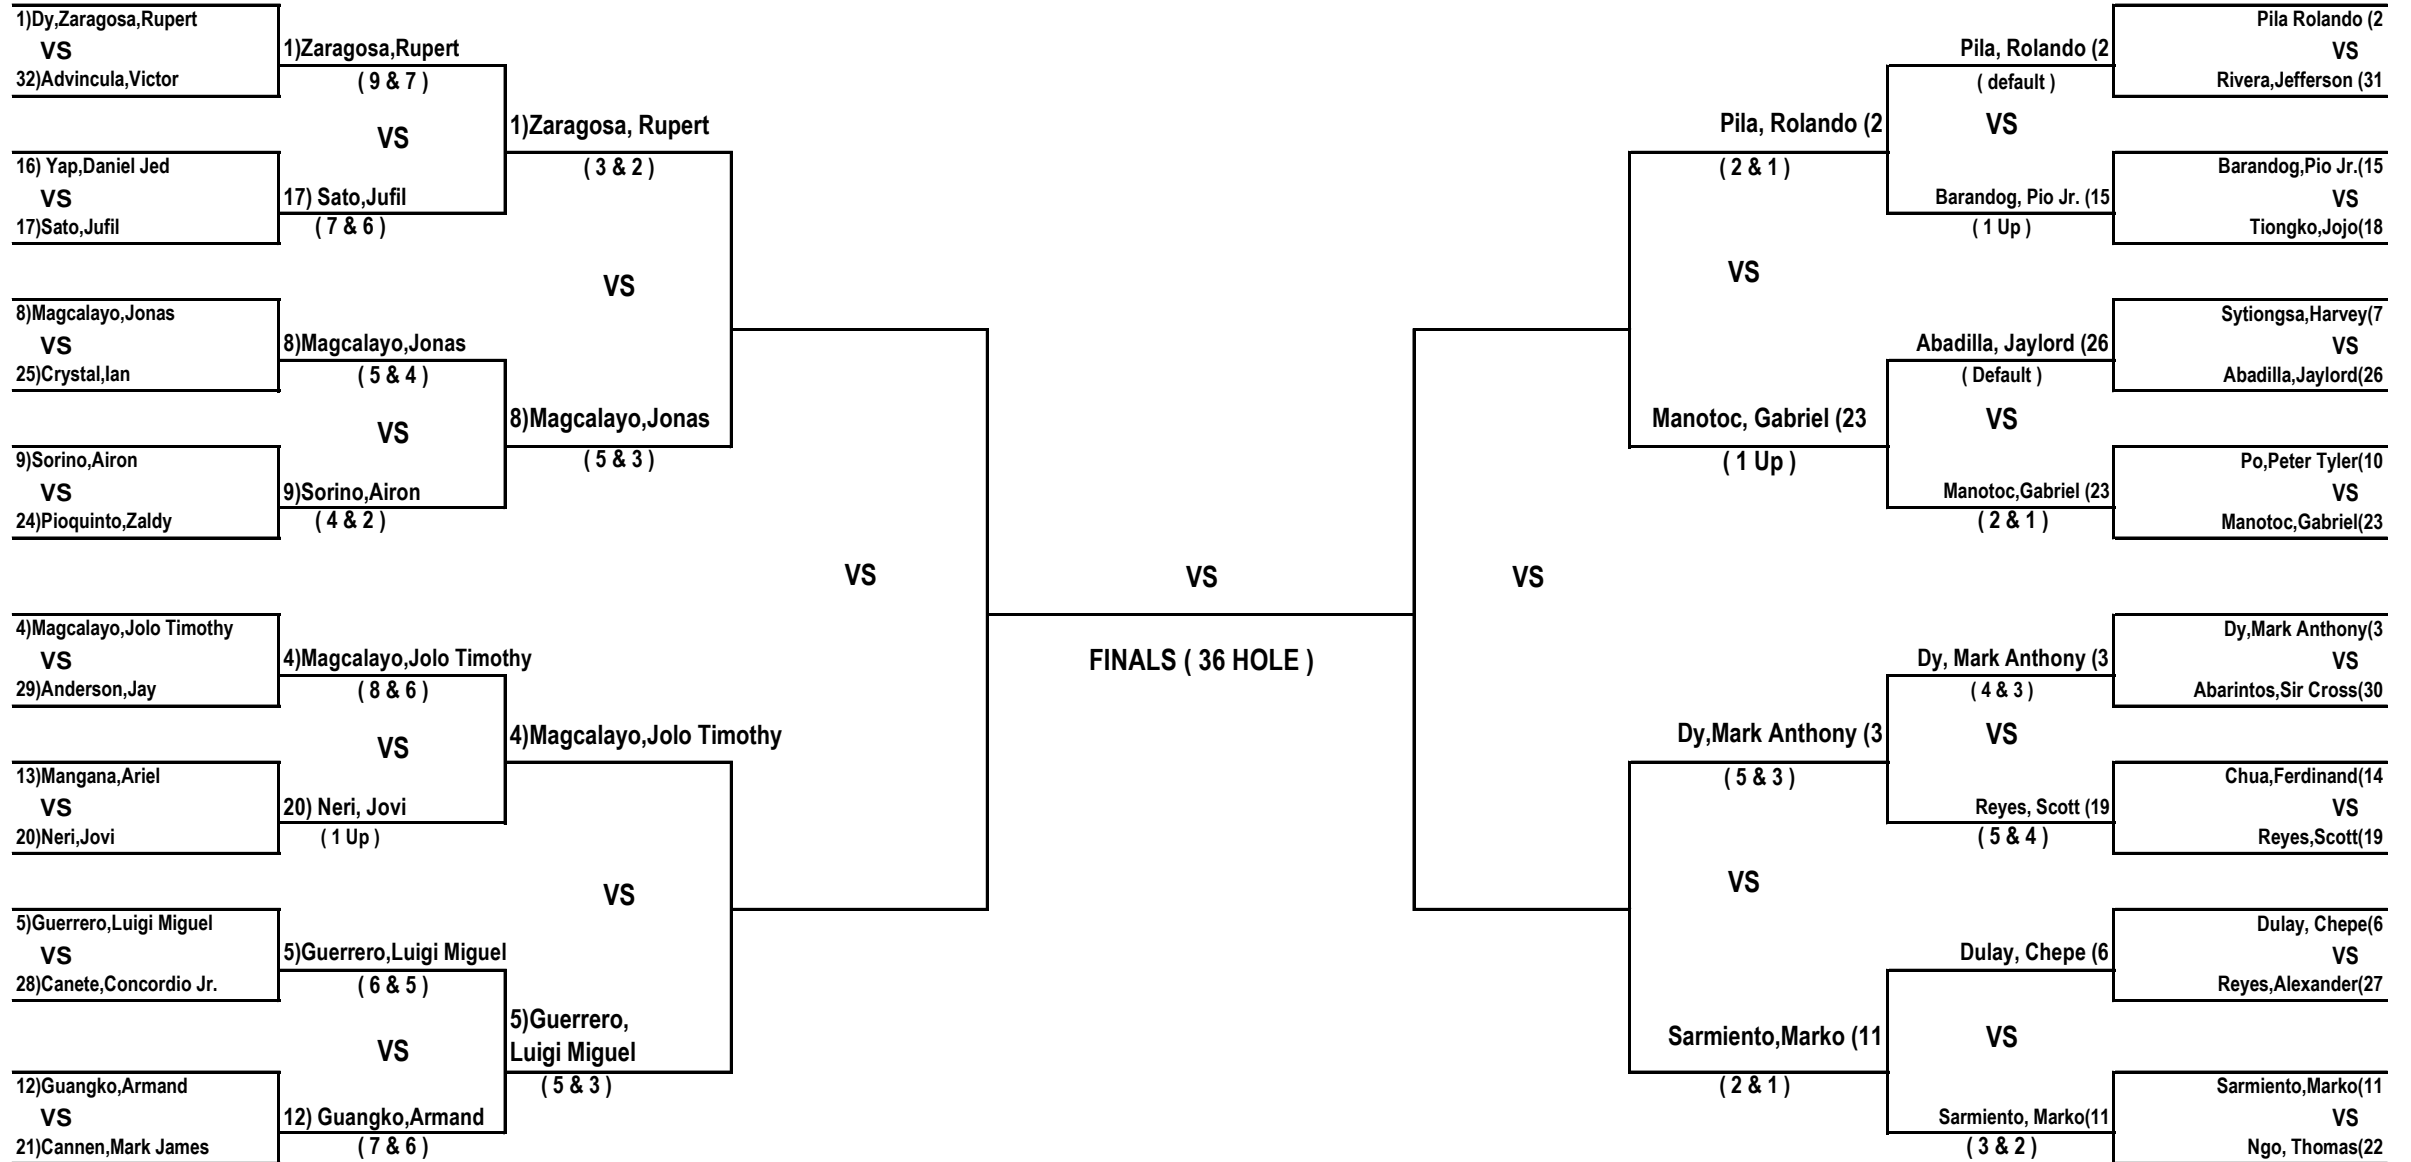 1)Dy,Zaragosa,Rupert
VS
32)Advincula,Victor
16) Yap,Daniel Jed
VS
17)Sato,Jufil
8)Magcalayo,Jonas
VS
25)Crystal,Ian
9)Sorino,Airon
VS
24)Pioquinto,Zaldy
4)Magcalayo,Jolo Timothy
VS
29)Anderson,Jay
13)Mangana,Ariel
VS
20)Neri,Jovi
5)Guerrero,Luigi Miguel
VS
28)Canete,Concordio Jr.
12)Guangko,Armand
VS
21)Cannen,Mark James
1)Zaragosa,Rupert
( 9 & 7 )
VS
17) Sato,Jufil
( 7 & 6 )
8)Magcalayo,Jonas
( 5 & 4 )
VS
9)Sorino,Airon
( 4 & 2 )
4)Magcalayo,Jolo Timothy
( 8 & 6 )
VS
20) Neri, Jovi
( 1 Up )
5)Guerrero,Luigi Miguel
( 6 & 5 )
VS
12) Guangko,Armand
( 7 & 6 )
1)Zaragosa, Rupert
( 3 & 2 )
VS
8)Magcalayo,Jonas
( 5 & 3 )
4)Magcalayo,Jolo Timothy
VS
5)Guerrero,
Luigi Miguel
( 5 & 3 )
VS
VS
FINALS ( 36 HOLE )
VS
Pila, Rolando (2
( 2 & 1 )
VS
Manotoc, Gabriel (23
( 1 Up )
Dy,Mark Anthony (3
( 5 & 3 )
VS
Sarmiento,Marko (11
( 2 & 1 )
Pila, Rolando (2
( default )
VS
Barandog, Pio Jr. (15
( 1 Up )
Abadilla, Jaylord (26
( Default )
VS
Manotoc,Gabriel (23
( 2 & 1 )
Dy, Mark Anthony (3
( 4 & 3 )
VS
Reyes, Scott (19
( 5 & 4 )
Dulay, Chepe (6
VS
Sarmiento, Marko(11
( 3 & 2 )
Pila Rolando (2
VS
Rivera,Jefferson (31
Barandog,Pio Jr.(15
VS
Tiongko,Jojo(18
Sytiongsa,Harvey(7
VS
Abadilla,Jaylord(26
Po,Peter Tyler(10
VS
Manotoc,Gabriel(23
Dy,Mark Anthony(3
VS
Abarintos,Sir Cross(30
Chua,Ferdinand(14
VS
Reyes,Scott(19
Dulay, Chepe(6
VS
Reyes,Alexander(27
Sarmiento,Marko(11
VS
Ngo, Thomas(22